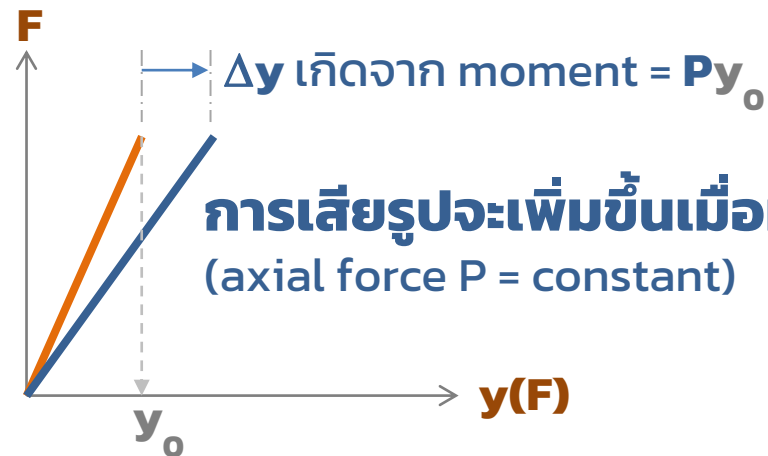 F
Δy เกิดจาก moment = Py₀
การเสียรูปจะเพิ่มขึ้นเมื่อ
(axial force P = constant)
y(F)
y₀